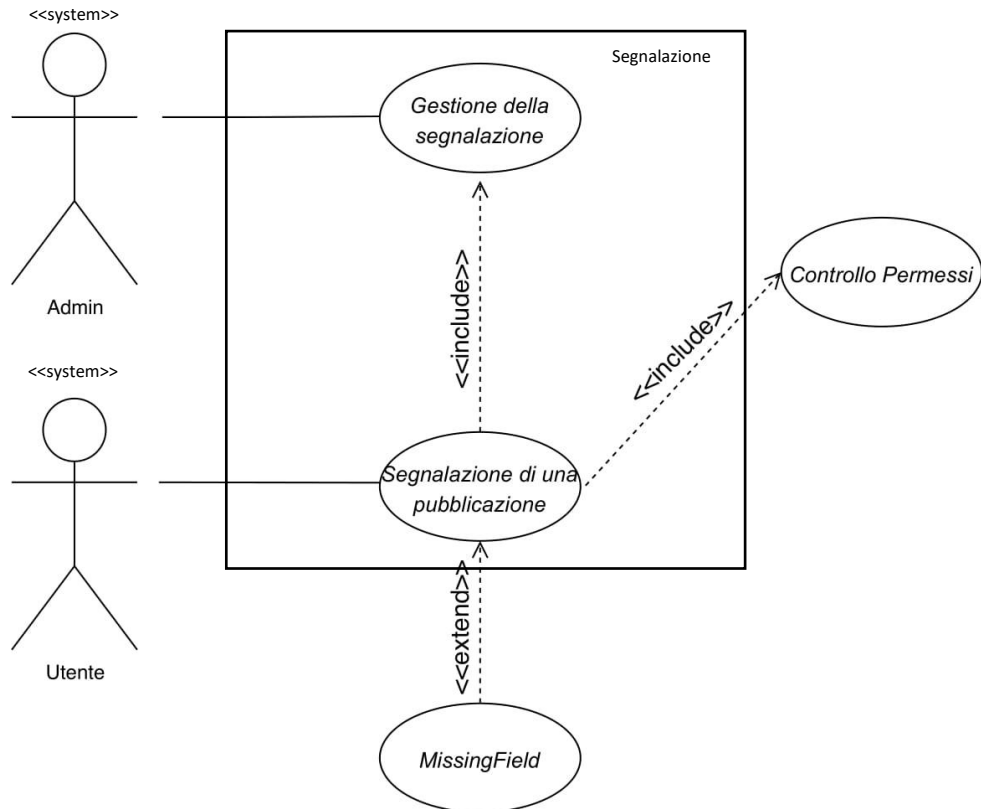 <<system>>
Segnalazione
Gestione della
segnalazione
Admin
<<include>>
Controllo Permessi
<<include>>
<<system>>
Segnalazione di una
pubblicazione
Utente
<<extend>>
MissingField